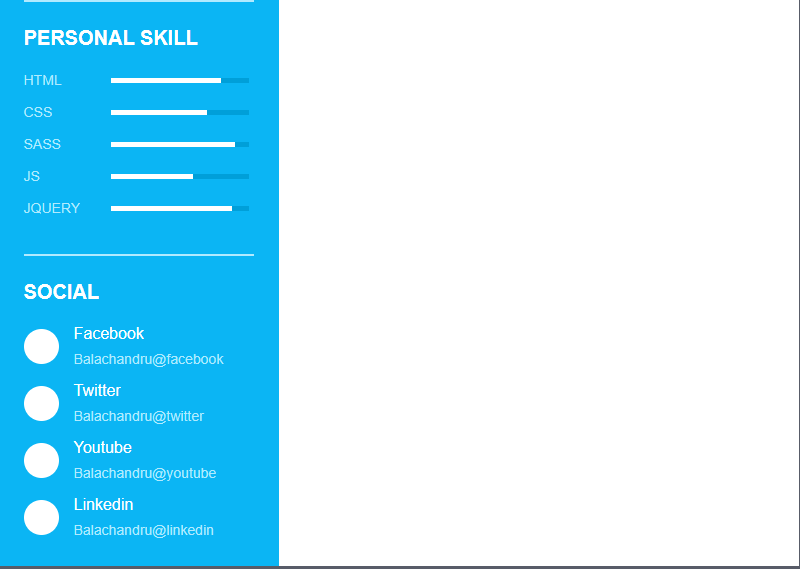 PERSONAL SKILL
HTML
CSS
SASS
JS
JQUERY
SOCIAL
Facebook
Balachandru@facebook
Twitter
Balachandru@twitter
Youtube
Balachandru@youtube
Linkedin
Balachandru@linkedin